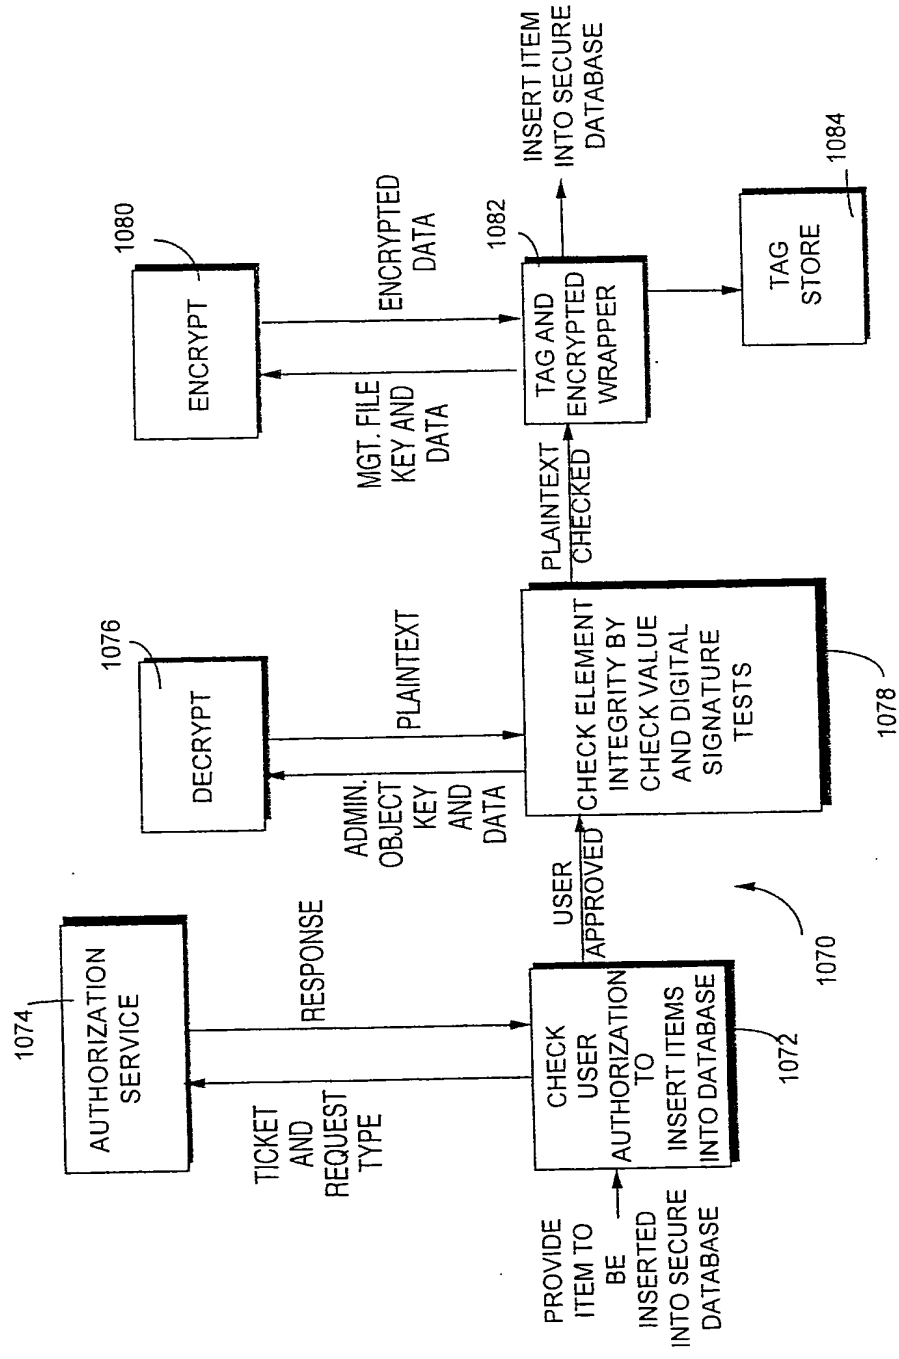 1074
AUTHORIZATION
SERVICE
TICKET
AND
REQUEST
TYPE
RESPONSE
PROVIDE
ITEM TO
BE
INSERTED
INTO SECURE
DATABASE
CHECK
USER
AUTHORIZATION
TO
INSERT ITEMS
INTO DATABASE
1072
1070
USER
APPROVED
1076
DECRYPT
ADMIN.
OBJECT
KEY
AND
DATA
PLAINTEXT
CHECK ELEMENT
INTEGRITY BY
CHECK VALUE
AND DIGITAL
SIGNATURE
TESTS
1078
PLAINTEXT
CHECKED
1080
ENCRYPT
MGT. FILE
KEY AND
DATA
ENCRYPTED
DATA
1082
TAG AND
ENCRYPTED
WRAPPER
INSERT ITEM
INTO SECURE
DATABASE
TAG
STORE
1084